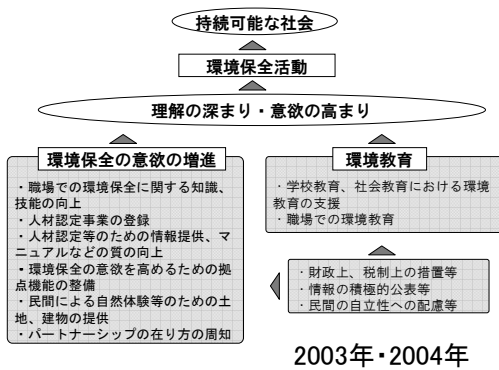 持続可能な社会
環境保全活動
理解の深まり・意欲の高まり
環境保全の意欲の増進
・職場での環境保全に関する知識、
技能の向上
・人材認定事業の登録
・人材認定等のための情報提供、マ
ニュアルなどの質の向上
・環境保全の意欲を高めるための拠
点機能の整備
・民間による自然体験等のための土
地、建物の提供
・パートナーシップの在り方の周知
環境教育
・学校教育、社会教育における環境
教育の支援
・職場での環境教育
・財政上、税制上の措置等
・情報の積極的公表等
・民間の自立性への配慮等
2003年・2004年